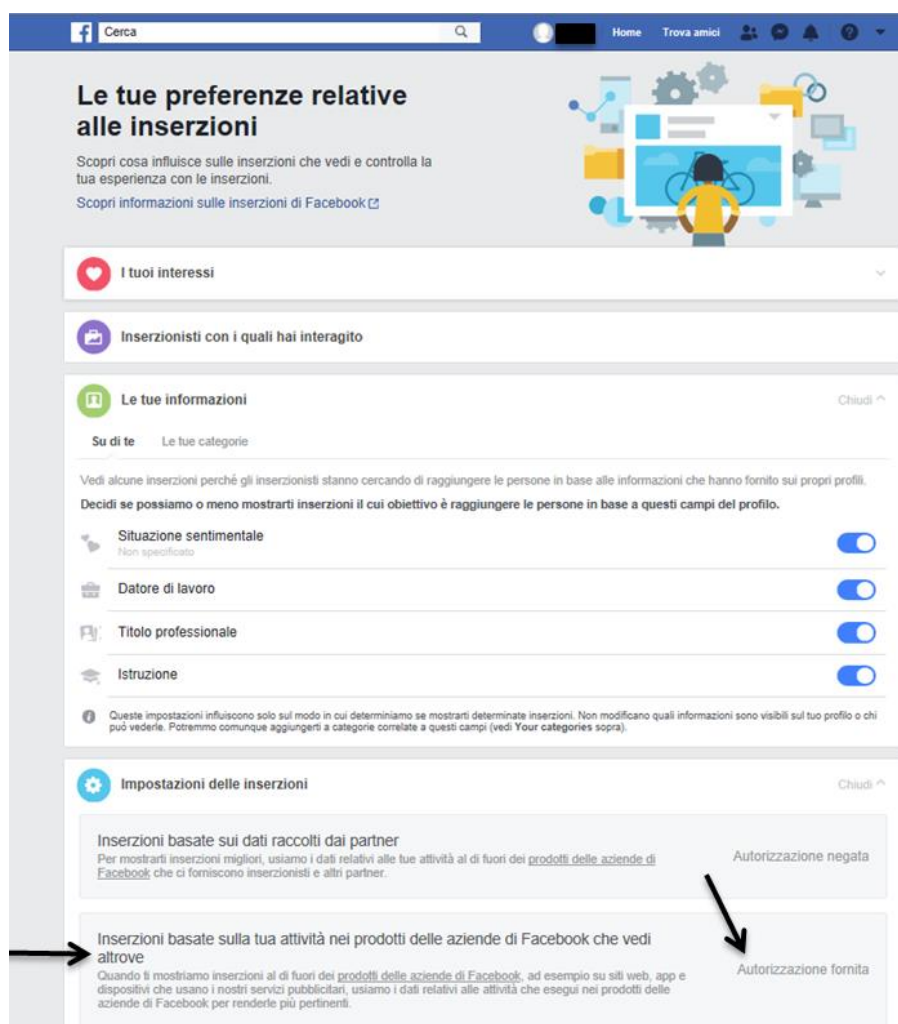 f
Cerca
Home Trova amici
Le tue preferenze relative
alle inserzioni
Scopri cosa influisce sulle inserzioni che vedi e controlla la
tua esperienza con le inserzioni.
Scopri informazioni sulle inserzioni di Facebook
I tuoi interessi
Inserzionisti con i quali hai interagito
Le tue informazioni
Chiudi
Su di te Le tue categorie
Vedi alcune inserzioni perché gli inserzionisti stanno cercando di raggiungere le persone in base alle informazioni che hanno fornito sui propri profili.
Decidi se possiamo o meno mostrarti inserzioni il cui obiettivo è raggiungere le persone in base a questi campi del profilo.
Situazione sentimentale
Non specificato
Datore di lavoro
Titolo professionale
Istruzione
Queste impostazioni influiscono solo sul modo in cui determiniamo se mostrarti determinate inserzioni. Non modificano quali informazioni sono visibili sul tuo profilo o chi
può vederle. Potremmo comunque aggiungerti a categorie correlate a questi campi (vedi Your categories sopra).
Impostazioni delle inserzioni
Chiudi
Inserzioni basate sui dati raccolti dai partner
Per mostrarti inserzioni migliori, usiamo i dati relativi alle tue attività al di fuori dei prodotti delle aziende di
Facebook che ci forniscono inserzionisti e altri partner.
Autorizzazione negata
Inserzioni basate sulla tua attività nei prodotti delle aziende di Facebook che vedi
altrove
Quando ti mostriamo inserzioni al di fuori dei prodotti delle aziende di Facebook, ad esempio su siti web, app e
dispositivi che usano i nostri servizi pubblicitari, usiamo i dati relativi alle attività che esegui nei prodotti delle
aziende di Facebook per renderle più pertinenti.
Autorizzazione fornita